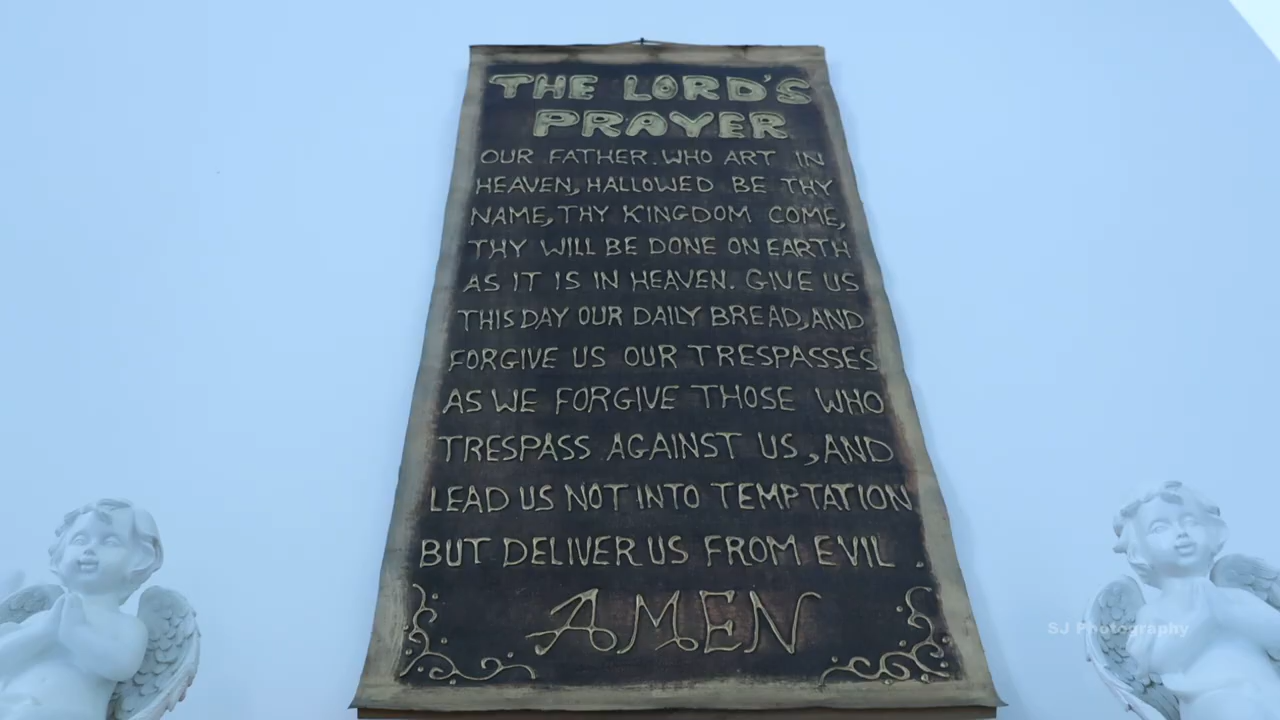 THE LORD'S
PRAYER
OUR FATHER. WHO ART IN
HEAVEN, HALLOWED BE THY
NAME, THY KINGDOM COME,
THY WILL BE DONE ON EARTH
AS IT IS IN HEAVEN. GIVE US
THIS DAY OUR DAILY BREAD, AND
FORGIVE US OUR TRESPASSES
AS WE FORGIVE THOSE WHO
TRESPASS AGAINST US, AND
LEAD US NOT INTO TEMPTATION
BUT DELIVER US FROM EVIL.
AMEN
SJ Photography